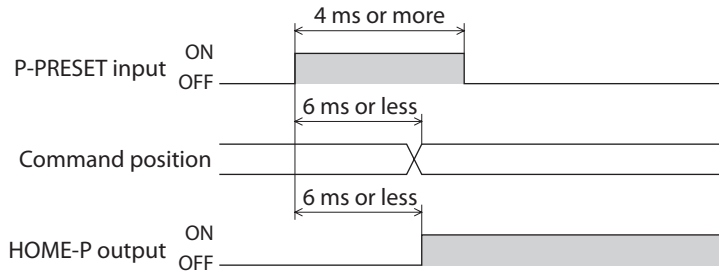 4 ms or more
ON
P-PRESET input
OFF
6 ms or less
Command position
6 ms or less
ON
HOME-P output
OFF